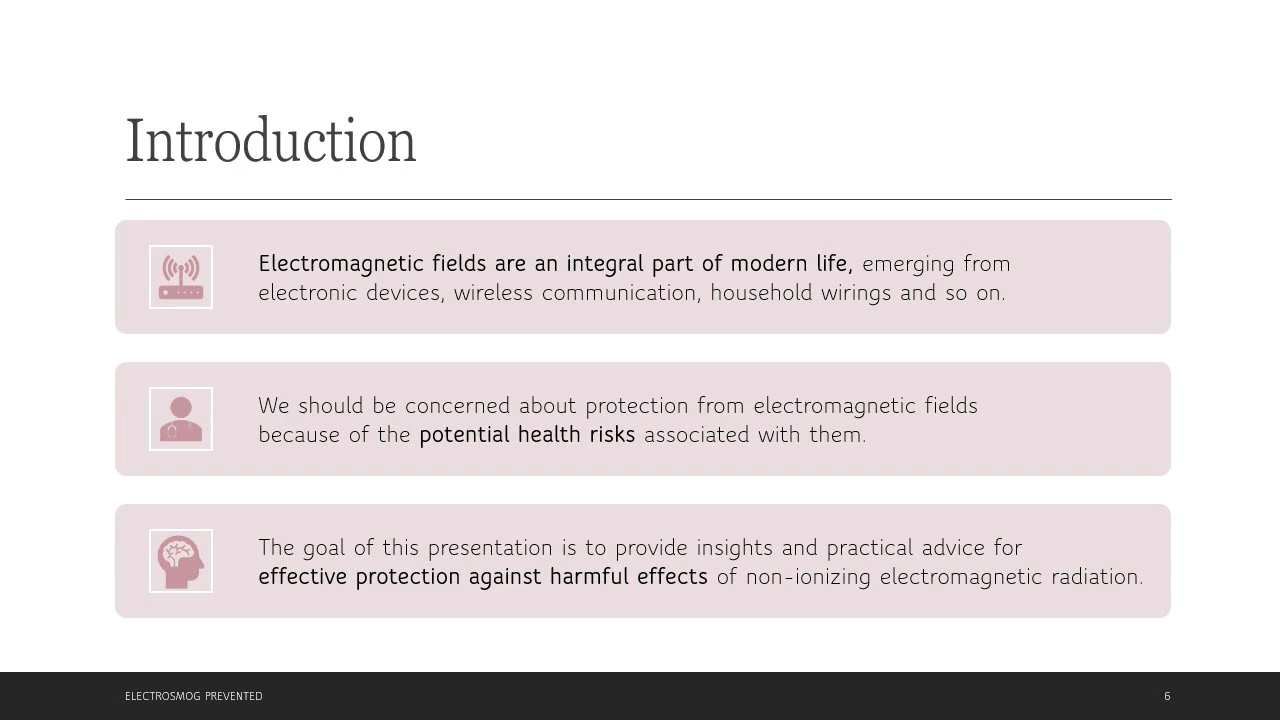 Introduction
Electromagnetic fields are an integral part of modern life, emerging from
electronic devices, wireless communication, household wirings and so on.
We should be concerned about protection from electromagnetic fields
because of the potential health risks associated with them.
The goal of this presentation is to provide insights and practical advice for
effective protection against harmful effects of non-ionizing electromagnetic radiation.
ELECTROSMOG PREVENTED
6